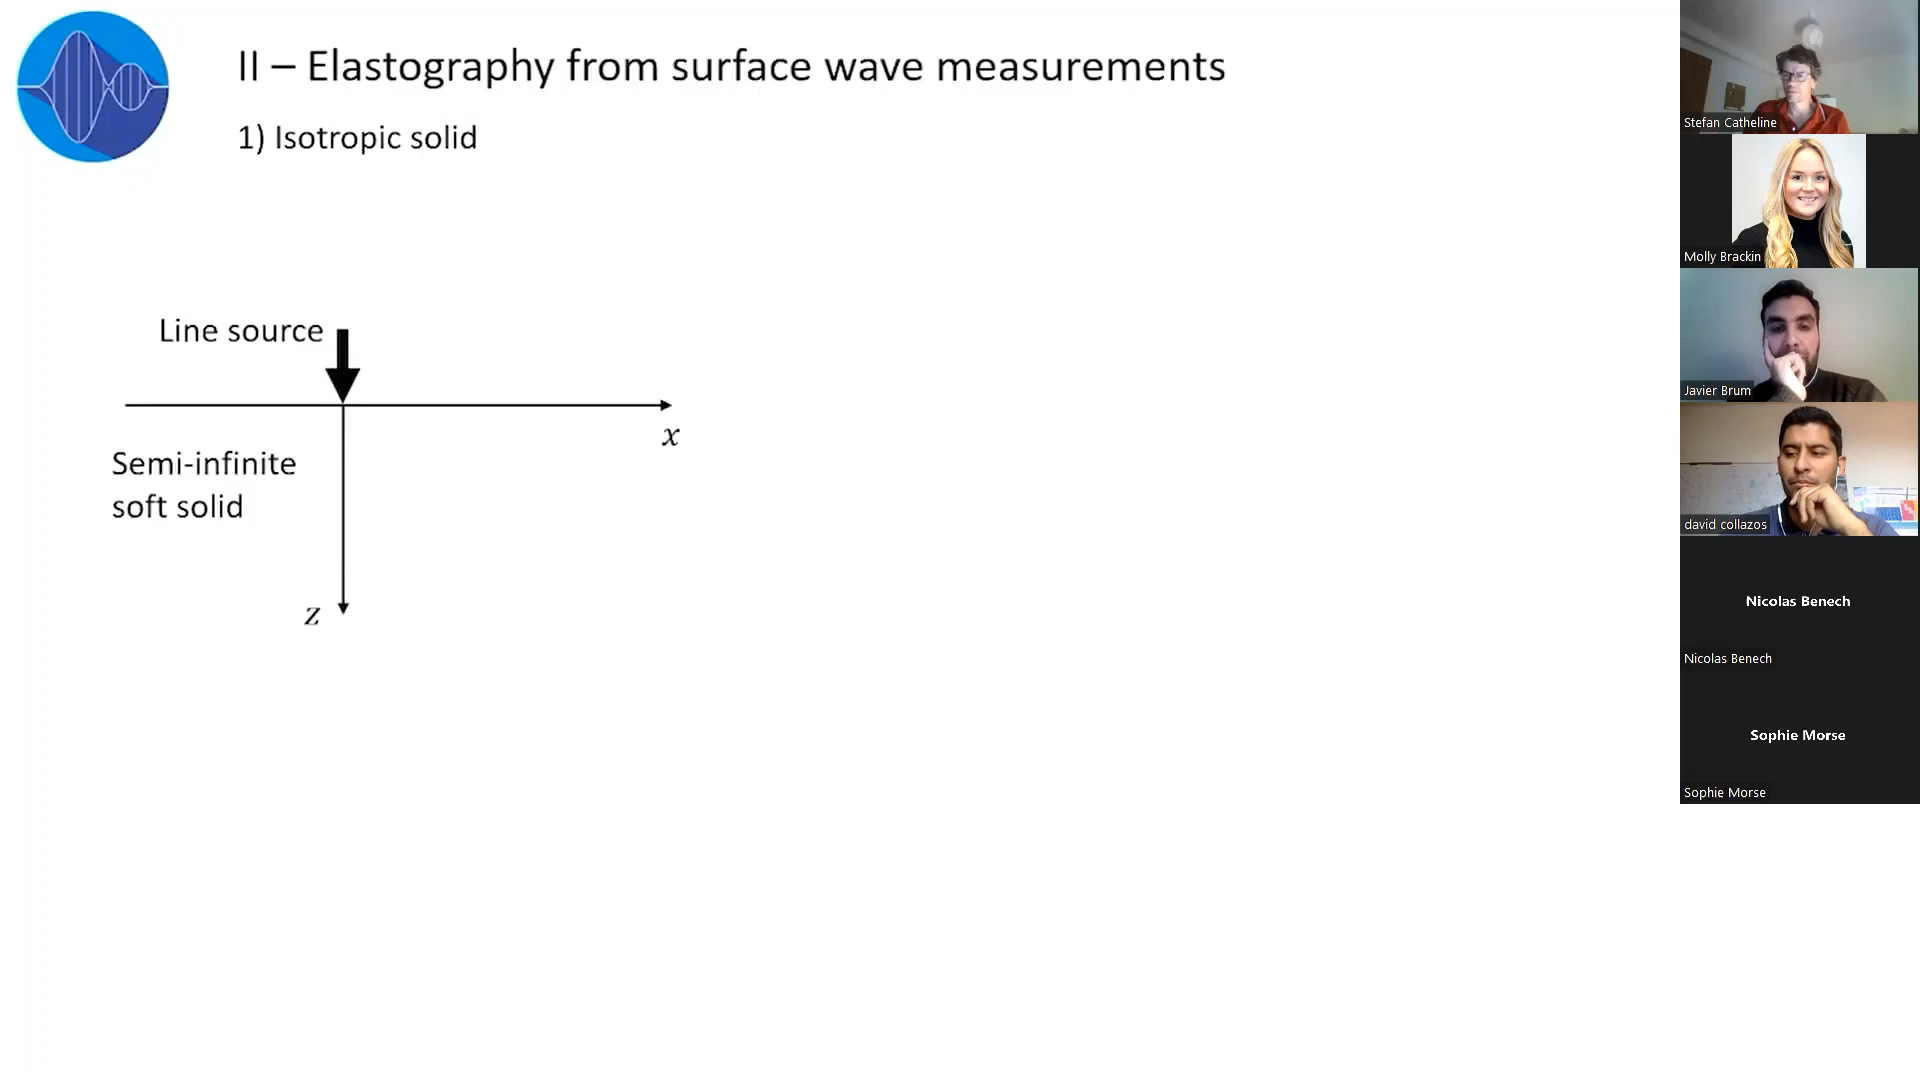 II – Elastography from surface wave measurements
1) Isotropic solid
Line source
x
Semi-infinite
soft solid
z
Stefan Catheline
Molly Brackin
Javier Brum
david collazos
Nicolas Benech
Nicolas Benech
Sophie Morse
Sophie Morse